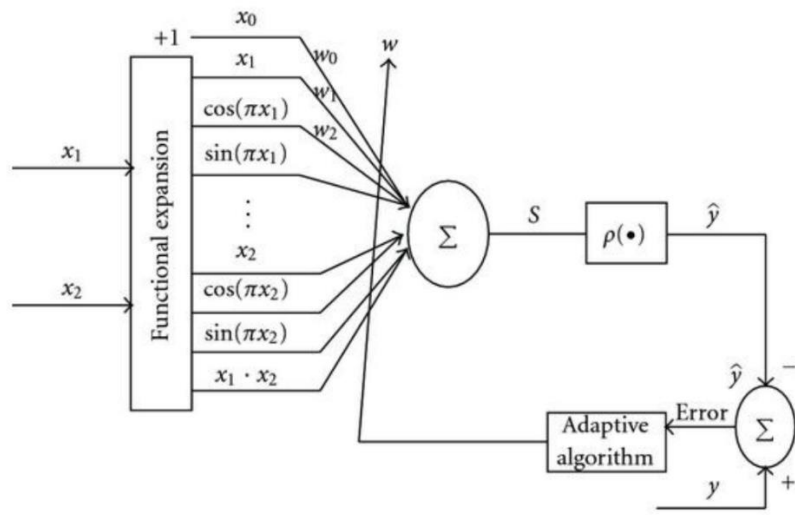 +1
x₀
x₁
cos(πx₁)
sin(πx₁)
⋮
x₂
cos(πx₂)
sin(πx₂)
x₁ · x₂
x₁
x₂
Functional expansion
w₀
w₁
w₂
w
Σ
S
ρ(•)
ŷ
ŷ
−
Σ
+
Error
Adaptive
algorithm
y